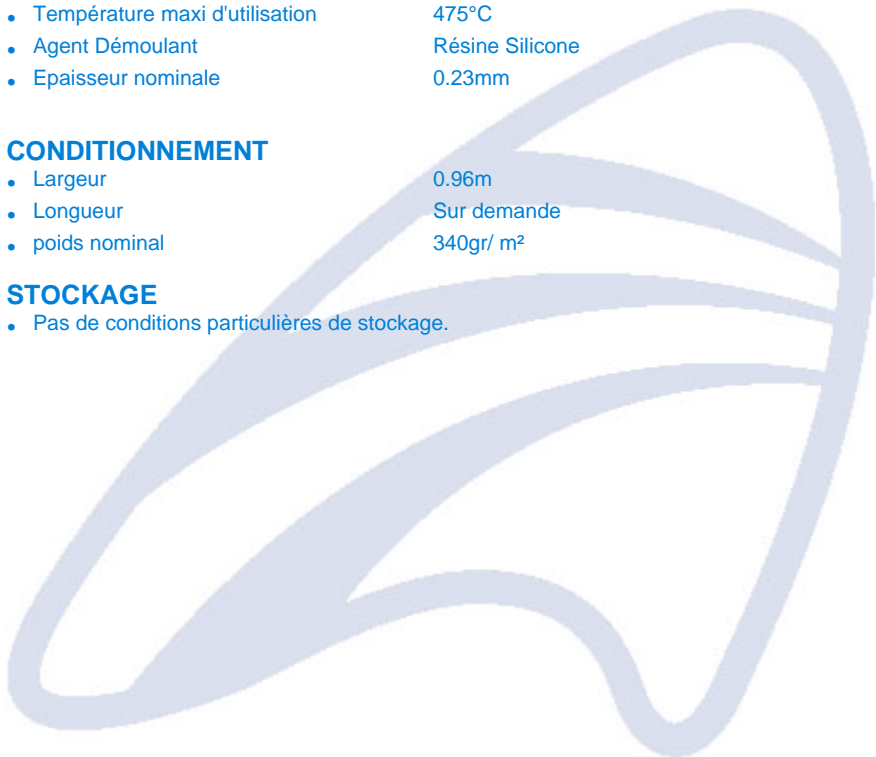 • Température maxi d'utilisation 475°C
• Agent Démoulant Résine Silicone
• Epaisseur nominale 0.23mm
CONDITIONNEMENT
• Largeur 0.96m
• Longueur Sur demande
• poids nominal 340gr/ m²
STOCKAGE
• Pas de conditions particulières de stockage.